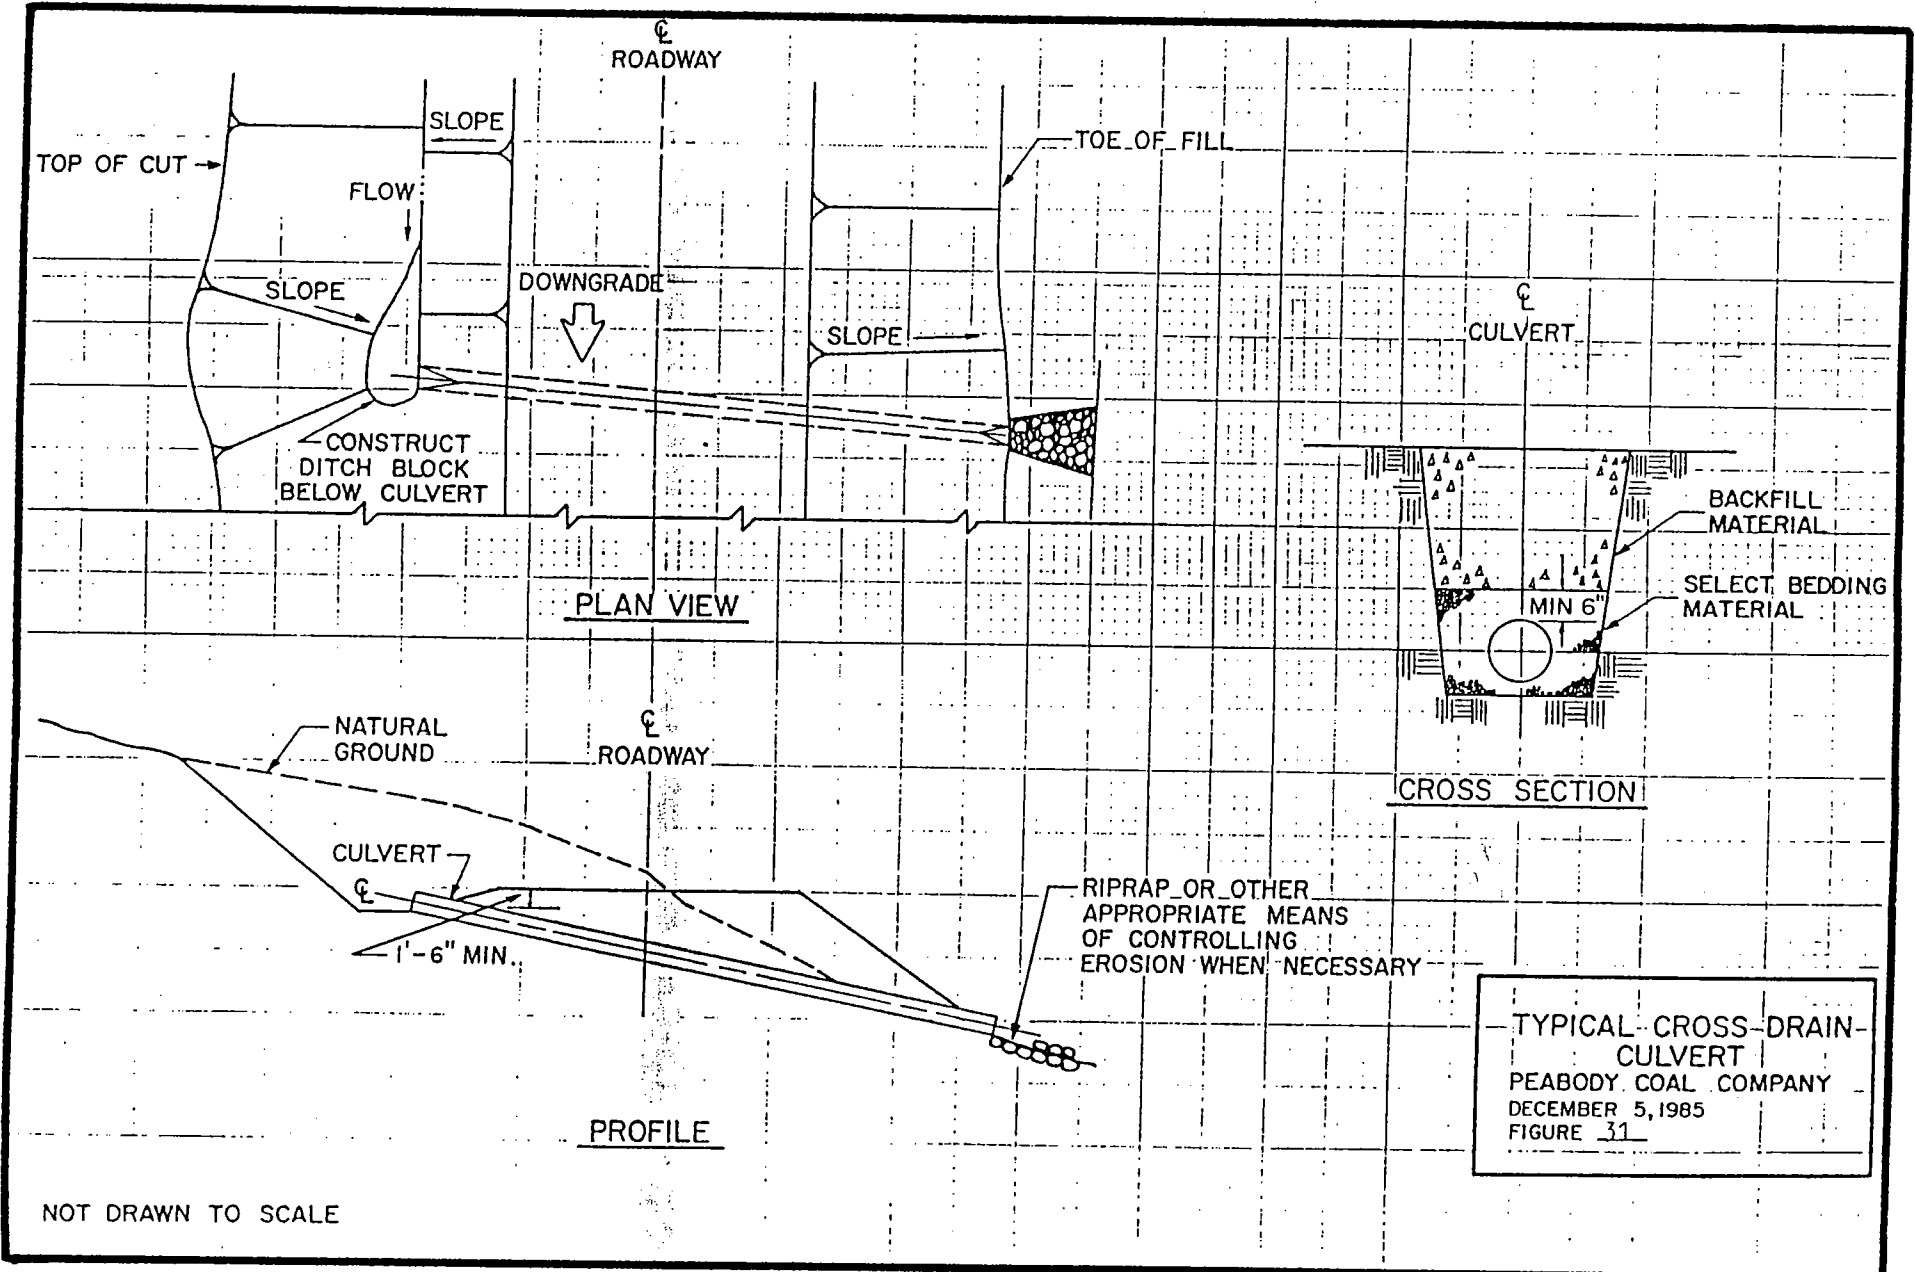 ℄
ROADWAY
SLOPE
TOP OF CUT
FLOW
TOE OF FILL
SLOPE
DOWNGRADE
SLOPE
CONSTRUCT
DITCH BLOCK
BELOW CULVERT
PLAN VIEW
℄
CULVERT
BACKFILL
MATERIAL
MIN 6"
SELECT BEDDING
MATERIAL
CROSS SECTION
NATURAL
GROUND
℄
ROADWAY
CULVERT
℄
1'-6" MIN.
RIPRAP OR OTHER
APPROPRIATE MEANS
OF CONTROLLING
EROSION WHEN NECESSARY
PROFILE
NOT DRAWN TO SCALE
TYPICAL CROSS DRAIN
CULVERT
PEABODY COAL COMPANY
DECEMBER 5, 1985
FIGURE 31